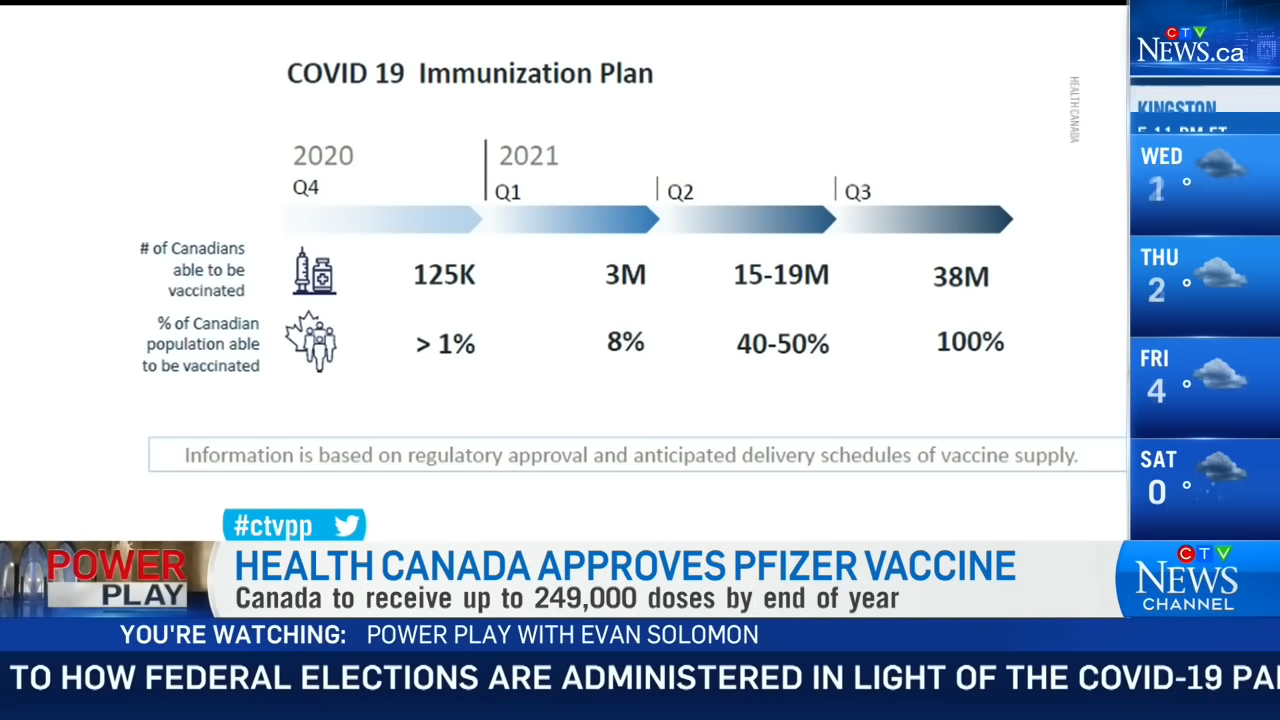 COVID 19 Immunization Plan
HEALTH CANADA
2020
2021
Q4
Q1
Q2
Q3
# of Canadians
able to be
vaccinated
125K
3M
15-19M
38M
% of Canadian
population able
to be vaccinated
> 1%
8%
40-50%
100%
Information is based on regulatory approval and anticipated delivery schedules of vaccine supply.
CTV
NEWS.ca
KINGSTON
WED
°
THU
2°
FRI
4°
SAT
0°
#ctvpp
POWER
PLAY
HEALTH CANADA APPROVES PFIZER VACCINE
Canada to receive up to 249,000 doses by end of year
CTV
NEWS
CHANNEL
YOU'RE WATCHING: POWER PLAY WITH EVAN SOLOMON
TO HOW FEDERAL ELECTIONS ARE ADMINISTERED IN LIGHT OF THE COVID-19 PA